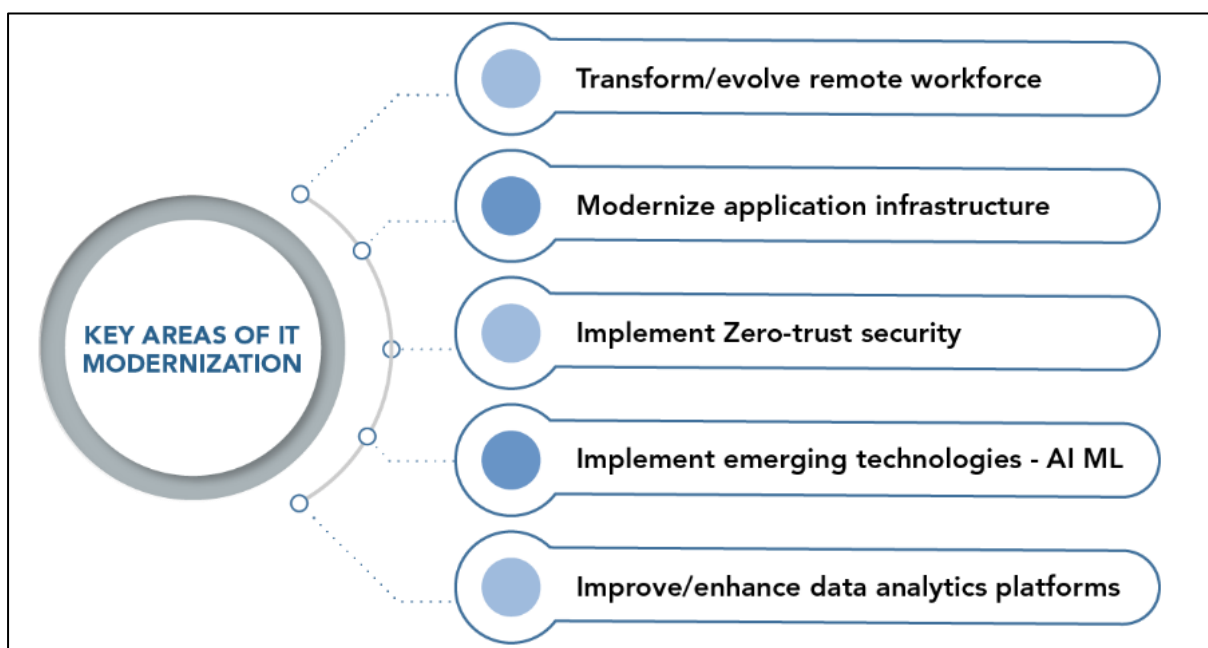 Transform/evolve remote workforce
Modernize application infrastructure
KEY AREAS OF IT
MODERNIZATION
Implement Zero-trust security
Implement emerging technologies - AI ML
Improve/enhance data analytics platforms